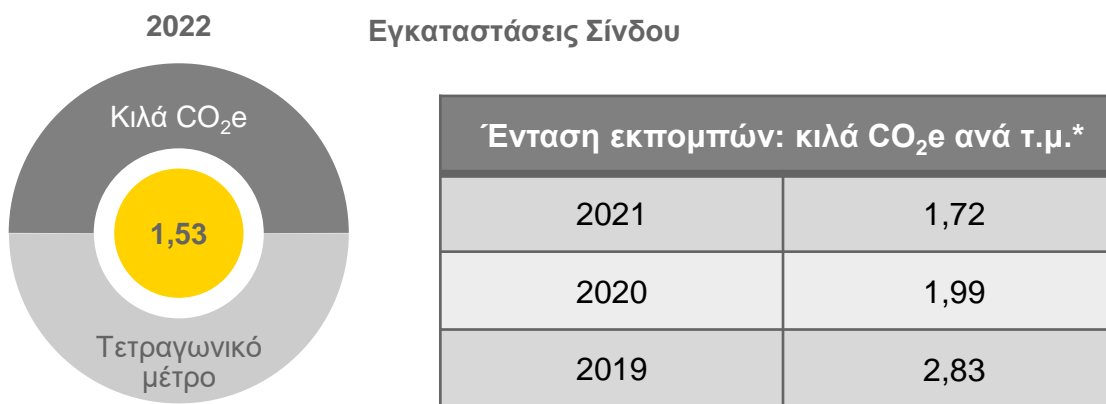 2022
Εγκαταστάσεις Σίνδου
Κιλά CO₂e
1,53
Τετραγωνικό
μέτρο
Ένταση εκπομπών: κιλά CO₂e ανά τ.μ.*
2021 1,72
2020 1,99
2019 2,83